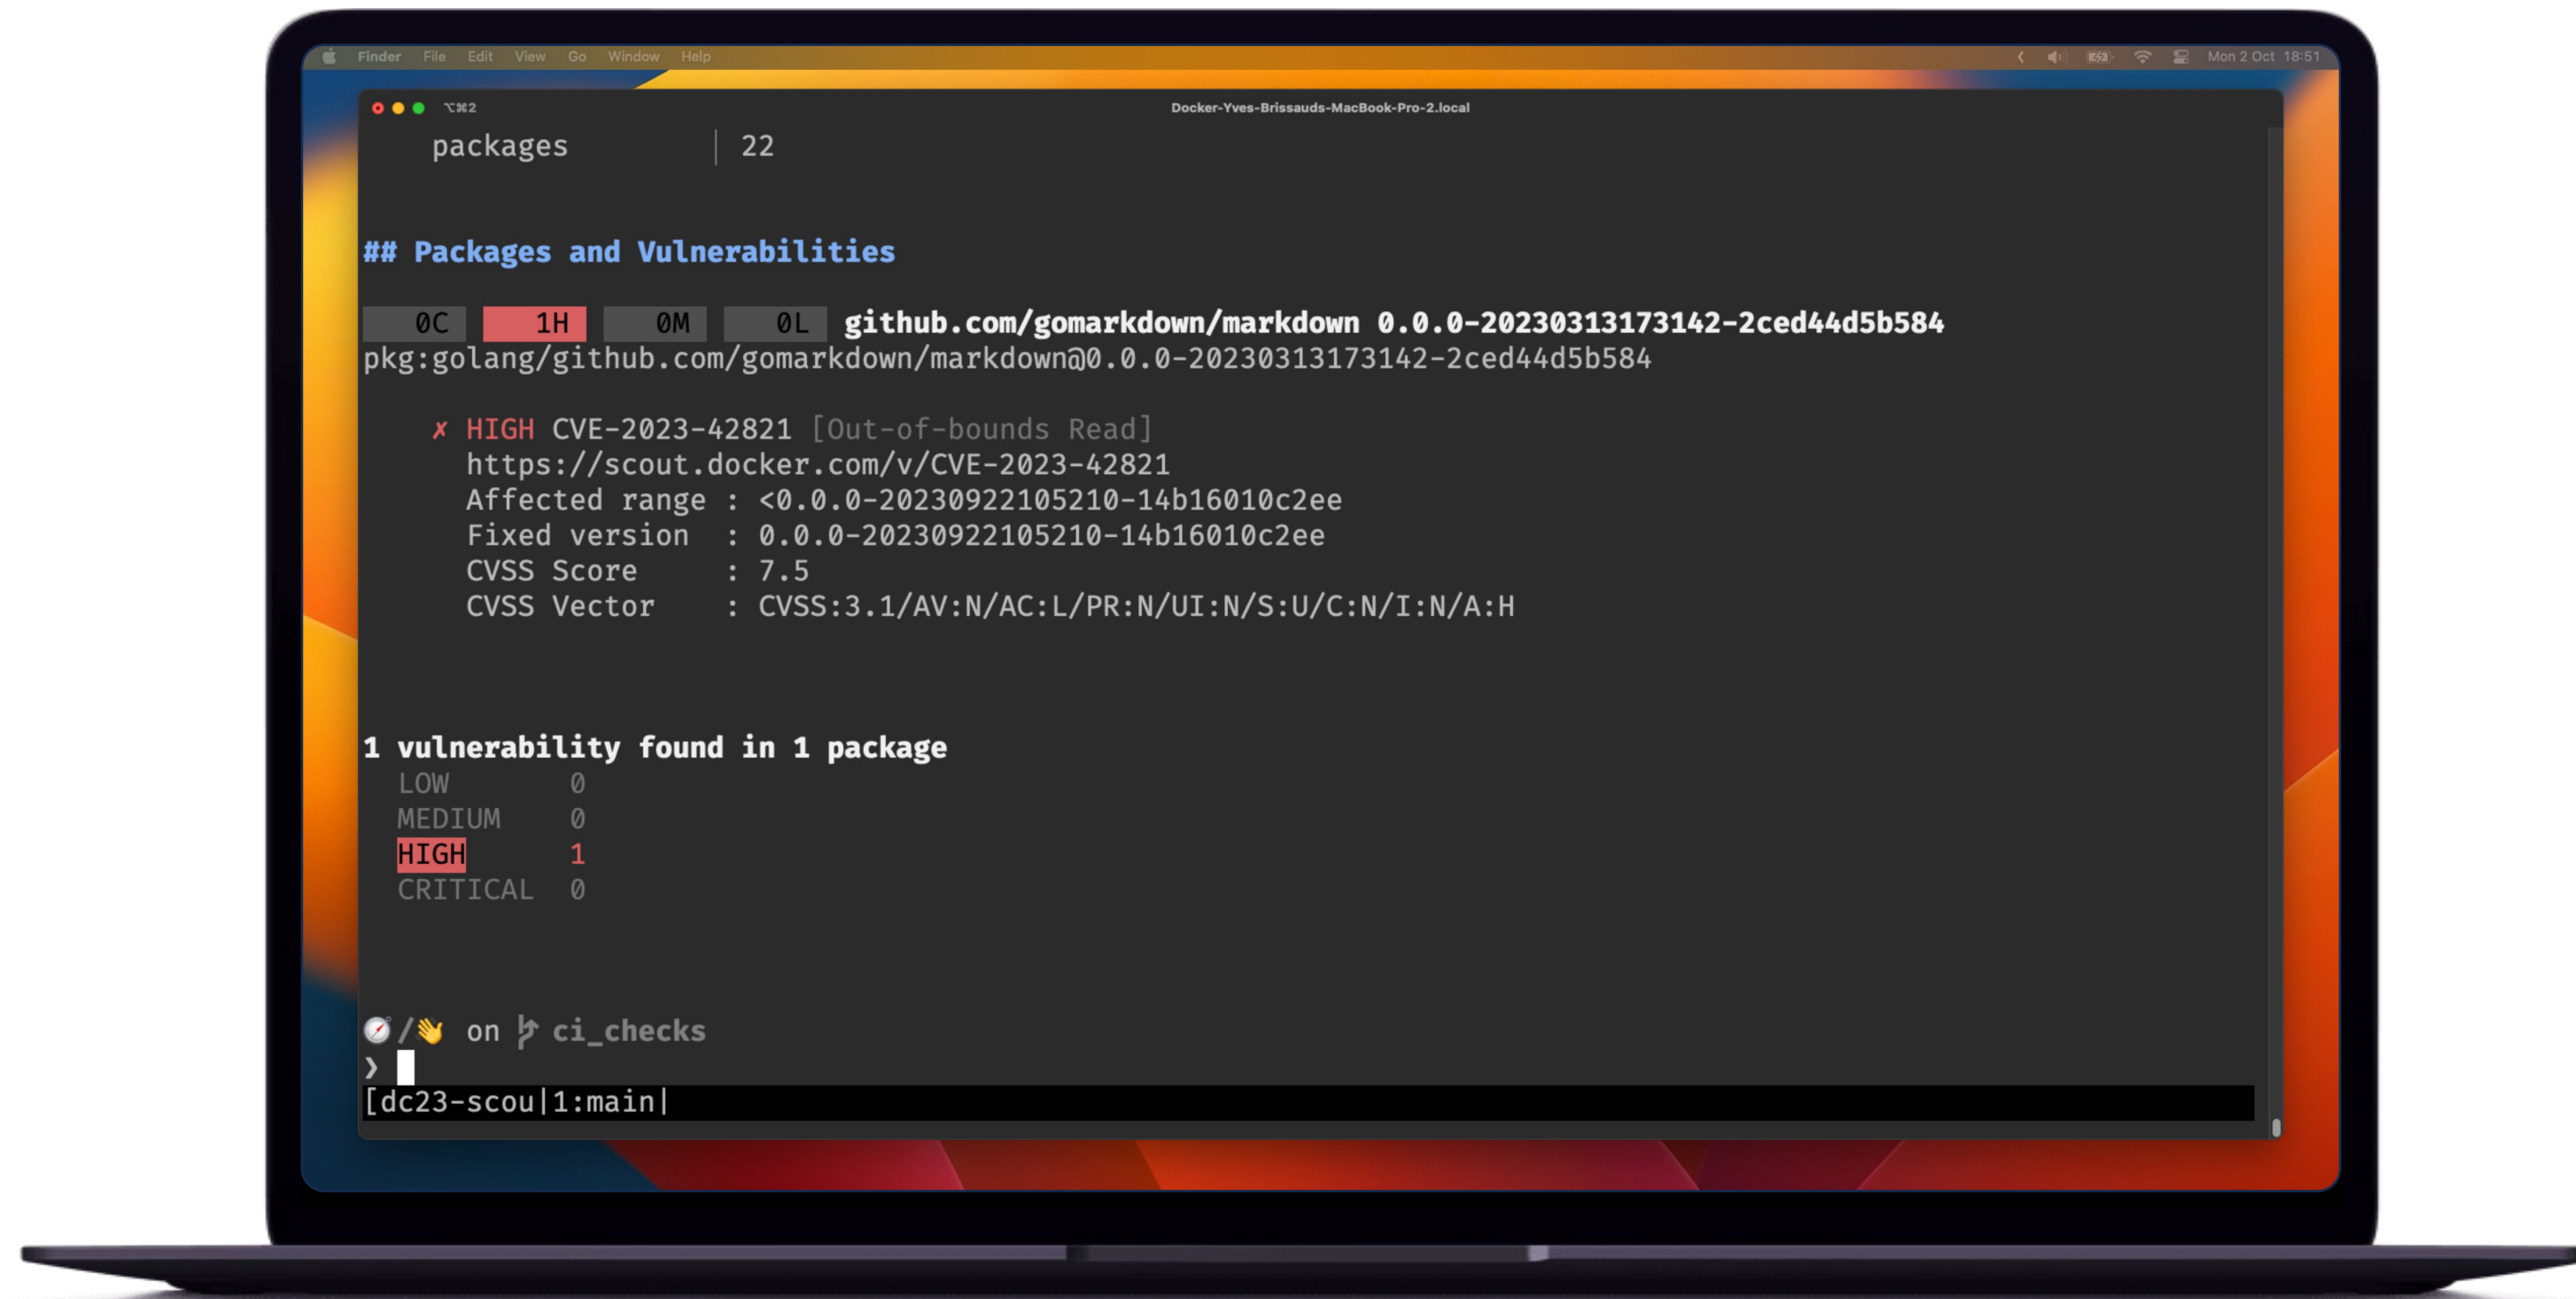 Finder File Edit View Go Window Help Mon 2 Oct 18:51
⌥⌘2 Docker-Yves-Brissauds-MacBook-Pro-2.local
packages | 22
## Packages and Vulnerabilities
0C 1H 0M 0L github.com/gomarkdown/markdown 0.0.0-20230313173142-2ced44d5b584
pkg:golang/github.com/gomarkdown/markdown@0.0.0-20230313173142-2ced44d5b584
✗ HIGH CVE-2023-42821 [Out-of-bounds Read]
https://scout.docker.com/v/CVE-2023-42821
Affected range : <0.0.0-20230922105210-14b16010c2ee
Fixed version : 0.0.0-20230922105210-14b16010c2ee
CVSS Score : 7.5
CVSS Vector : CVSS:3.1/AV:N/AC:L/PR:N/UI:N/S:U/C:N/I:N/A:H
1 vulnerability found in 1 package
LOW 0
MEDIUM 0
HIGH 1
CRITICAL 0
🧭/👋 on ci_checks
❯
[dc23-scou|1:main|